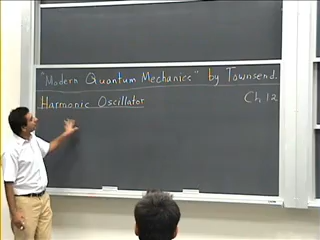 "Modern Quantum Mechanics" by Townsend.
Harmonic Oscillator Ch. 12